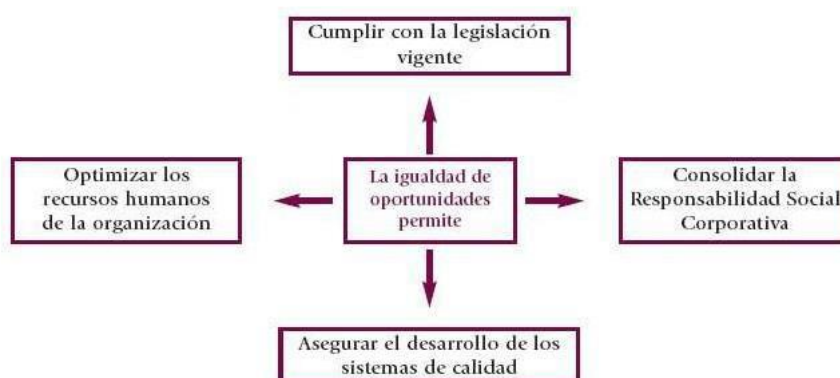 Cumplir con la legislación
vigente
Optimizar los
recursos humanos
de la organización
La igualdad de
oportunidades
permite
Consolidar la
Responsabilidad Social
Corporativa
Asegurar el desarrollo de los
sistemas de calidad